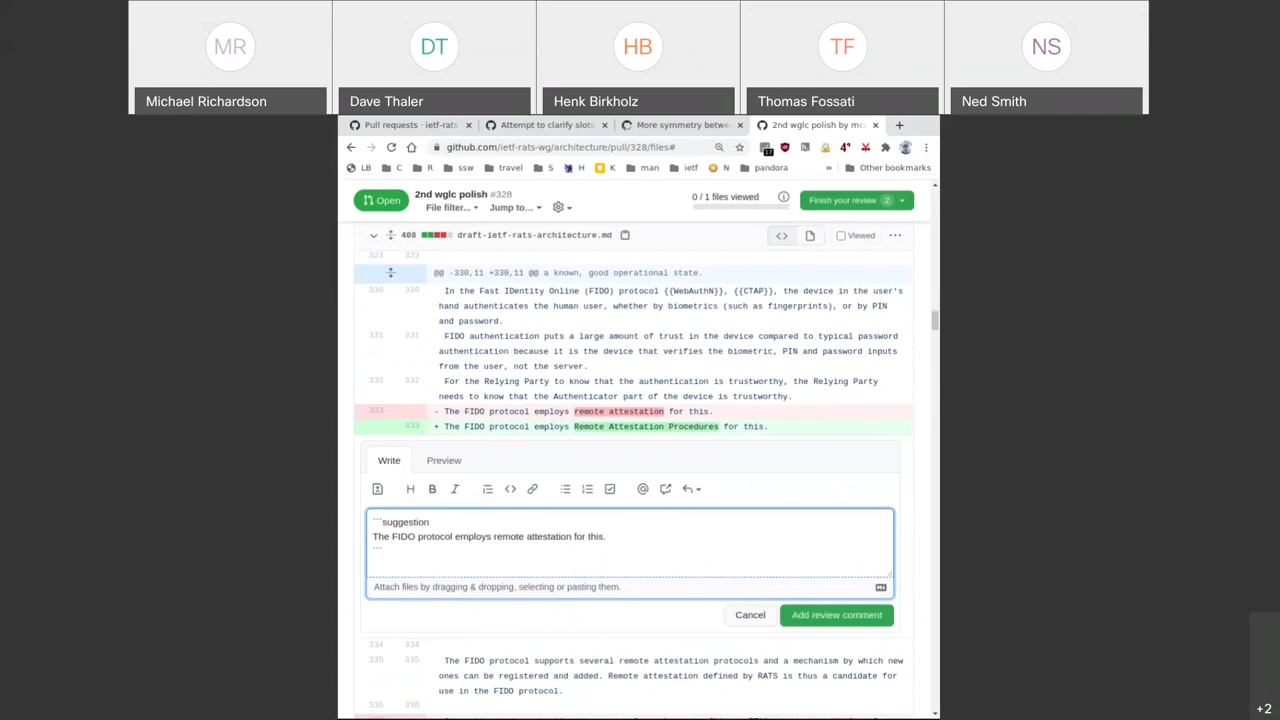 MR
DT
HB
TF
NS
Michael Richardson
Dave Thaler
Henk Birkholz
Thomas Fossati
Ned Smith
Pull requests · ietf-rats
Attempt to clarify slots
More symmetry betwe
2nd wglc polish by mc
github.com/ietf-rats-wg/architecture/pull/328/files#
17
4
LB
C
R
ssw
travel
S
H
K
man
ietf
N
pandora
»
Other bookmarks
Open
2nd wglc polish #328
File filter...
Jump to...
0 / 1 files viewed
Finish your review 2
408
draft-ietf-rats-architecture.md
Viewed
323 323
@@ -330,11 +330,11 @@ a known, good operational state.
330 330 In the Fast IDentity Online (FIDO) protocol {{WebAuthN}}, {{CTAP}}, the device in the user's
hand authenticates the human user, whether by biometrics (such as fingerprints), or by PIN
and password.
331 331 FIDO authentication puts a large amount of trust in the device compared to typical password
authentication because it is the device that verifies the biometric, PIN and password inputs
from the user, not the server.
332 332 For the Relying Party to know that the authentication is trustworthy, the Relying Party
needs to know that the Authenticator part of the device is trustworthy.
333 - The FIDO protocol employs remote attestation for this.
333 + The FIDO protocol employs Remote Attestation Procedures for this.
Write
Preview
H
B
I
@
```suggestion
The FIDO protocol employs remote attestation for this.
```
Attach files by dragging & dropping, selecting or pasting them.
Cancel
Add review comment
334 334
335 335 The FIDO protocol supports several remote attestation protocols and a mechanism by which new
ones can be registered and added. Remote attestation defined by RATS is thus a candidate for
use in the FIDO protocol.
336 336
+2